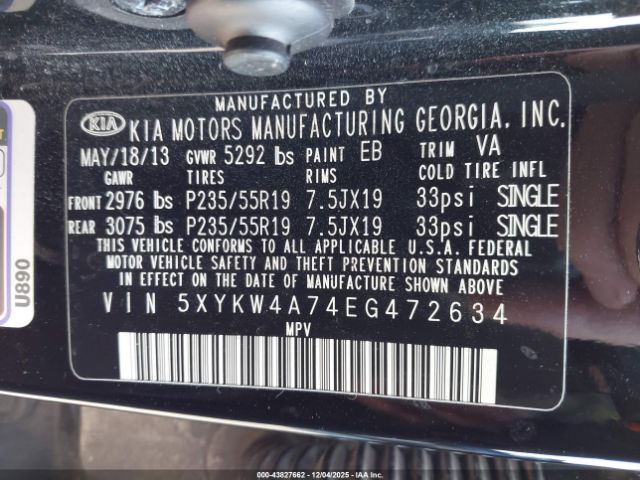 MANUFACTURED BY
KIA KIA MOTORS MANUFACTURING GEORGIA, INC.
MAY/18/13 GVWR 5292 lbs PAINT EB TRIM VA
GAWR TIRES RIMS COLD TIRE INFL
FRONT 2976 lbs P235/55R19 7.5JX19 33psi SINGLE
REAR 3075 lbs P235/55R19 7.5JX19 33psi SINGLE
THIS VEHICLE CONFORMS TO ALL APPLICABLE U.S.A. FEDERAL
MOTOR VEHICLE SAFETY AND THEFT PREVENTION STANDARDS
IN EFFECT ON THE DATE OF MANUFACTURE SHOWN ABOVE
VIN 5XYKW4A74EG472634
MPV
U890
000-43827662 - 12/04/2025 - IAA, Inc.